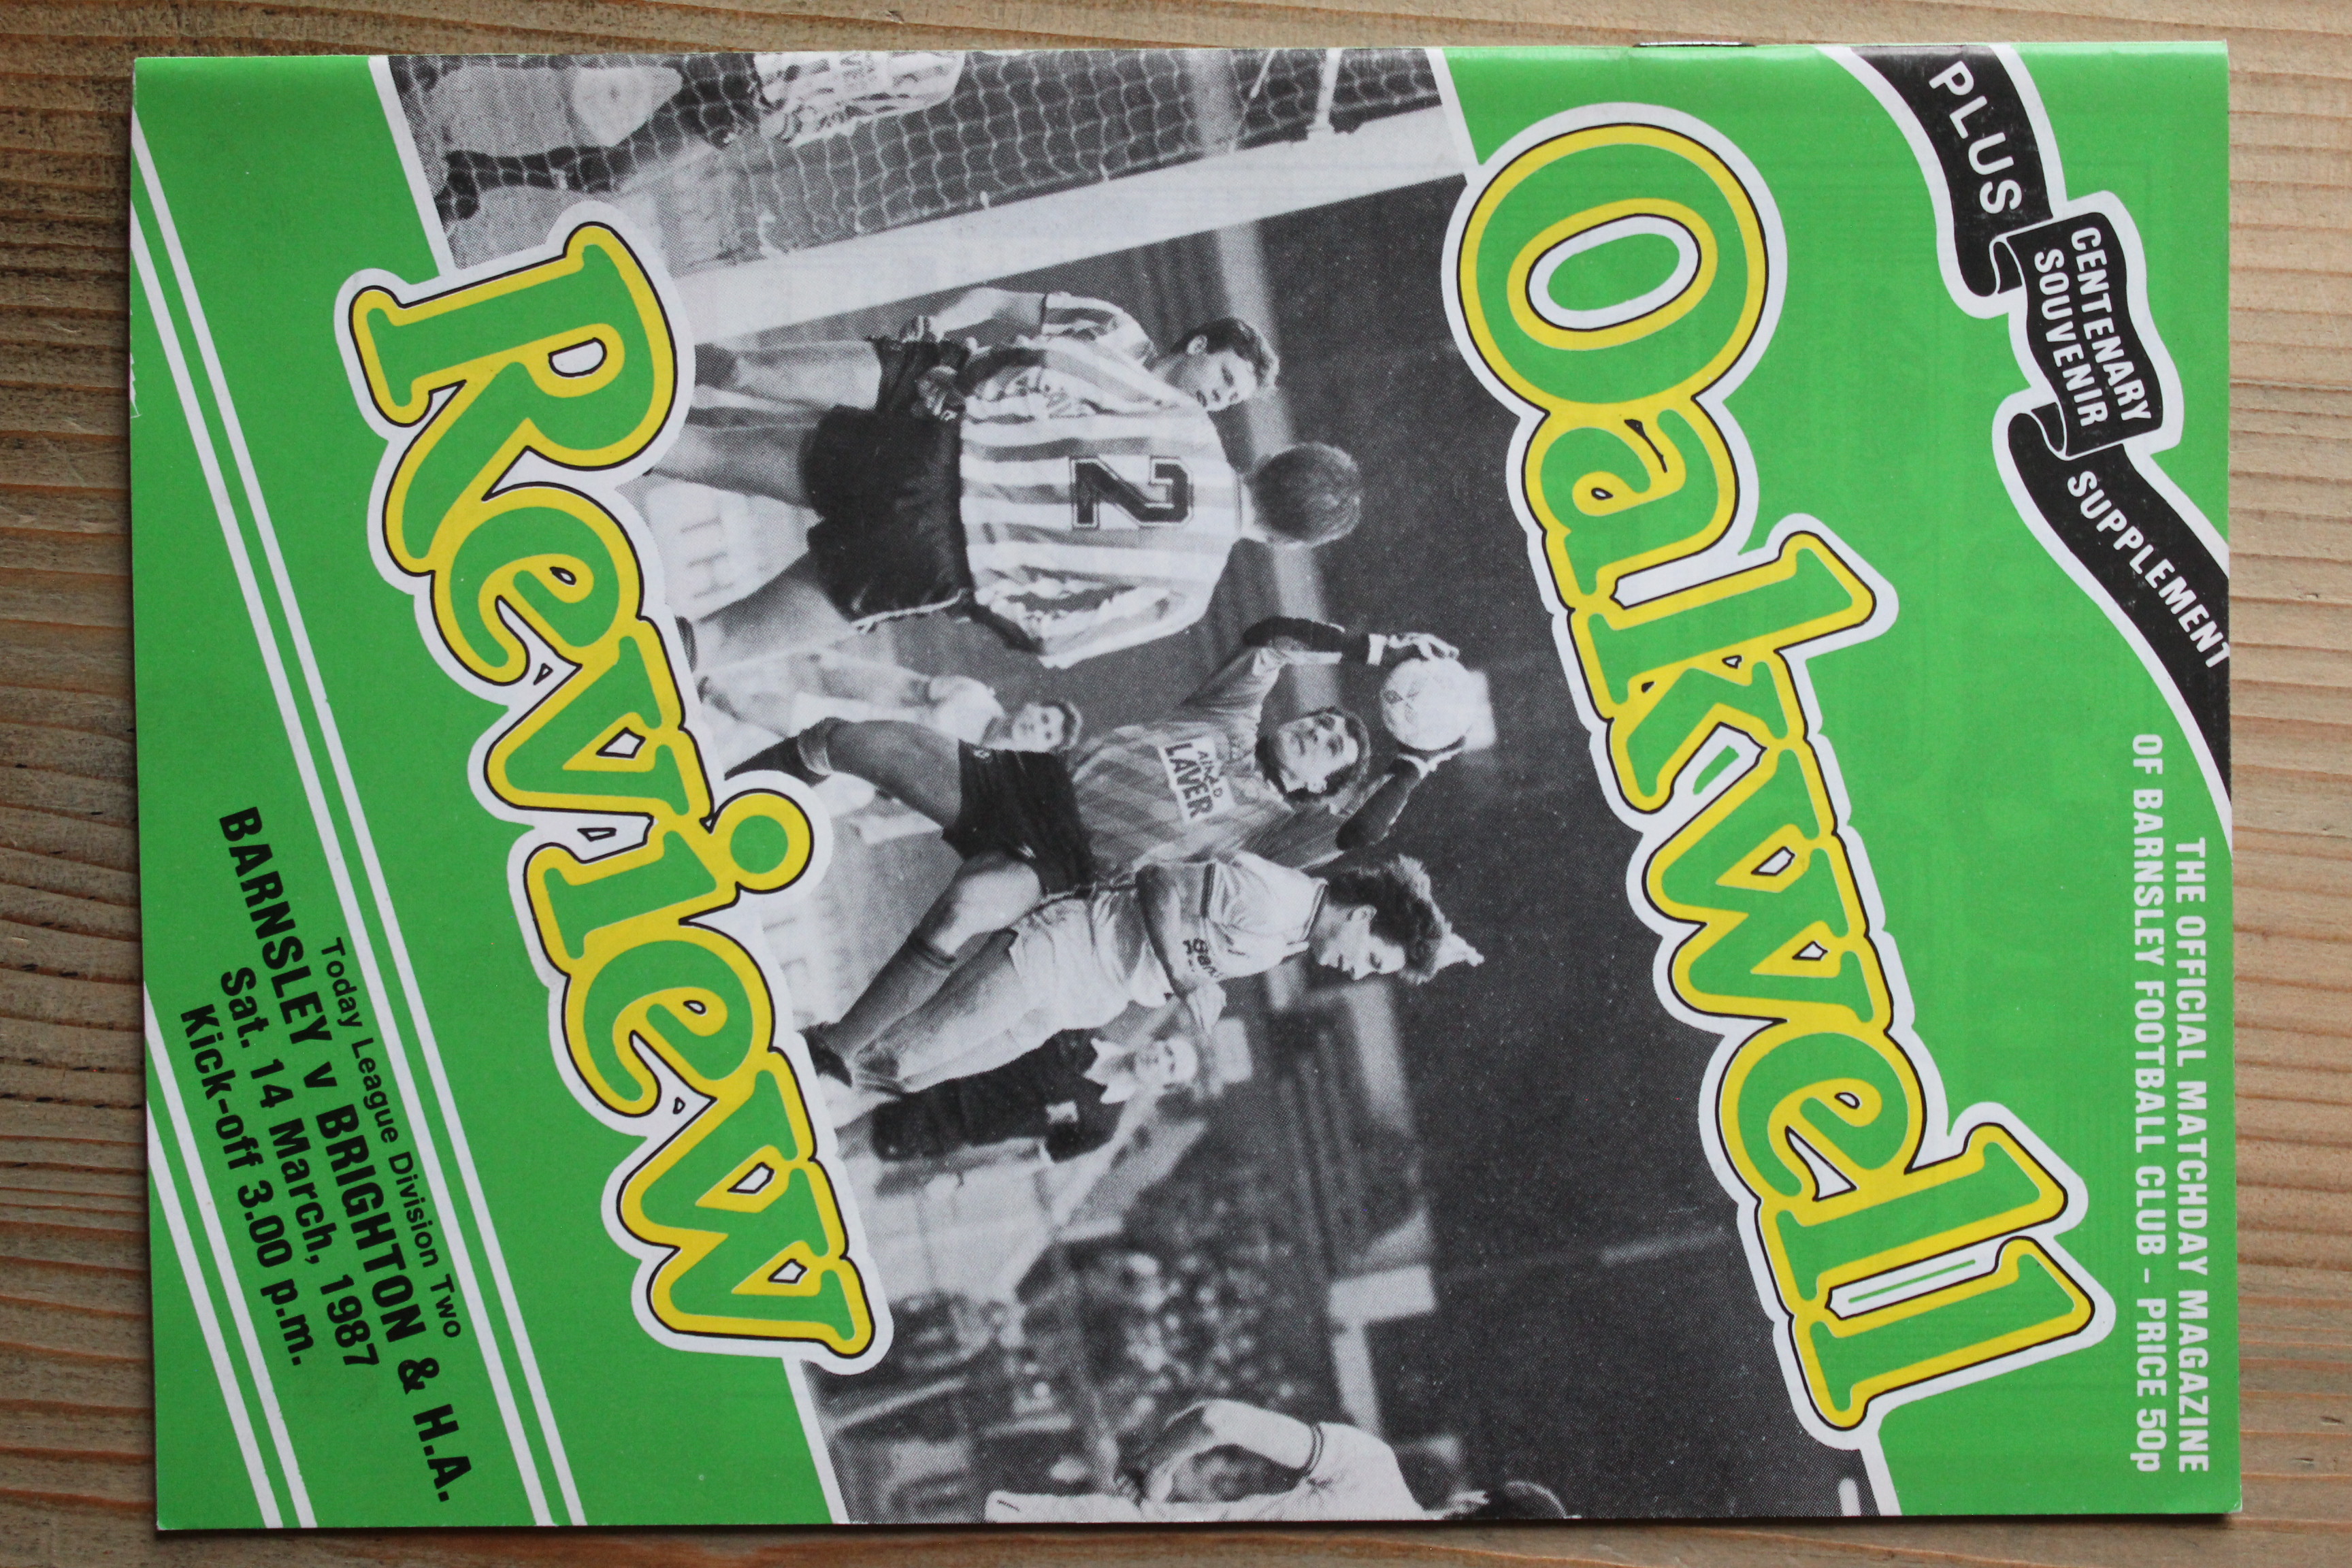 PLUS
CENTENARY
SOUVENIR
SUPPLEMENT
THE OFFICIAL MATCHDAY MAGAZINE
OF BARNSLEY FOOTBALL CLUB - PRICE 50p
Oakwell
2
LAVER
Review
Today League Division Two
BARNSLEY v BRIGHTON & H.A.
Sat. 14 March, 1987
Kick-off 3.00 p.m.